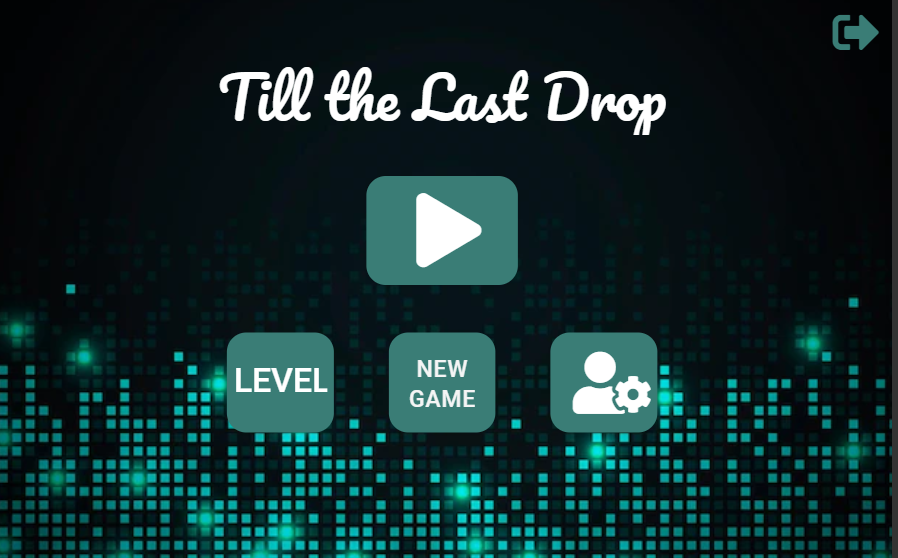 Till the Last Drop
LEVEL
NEW
GAME